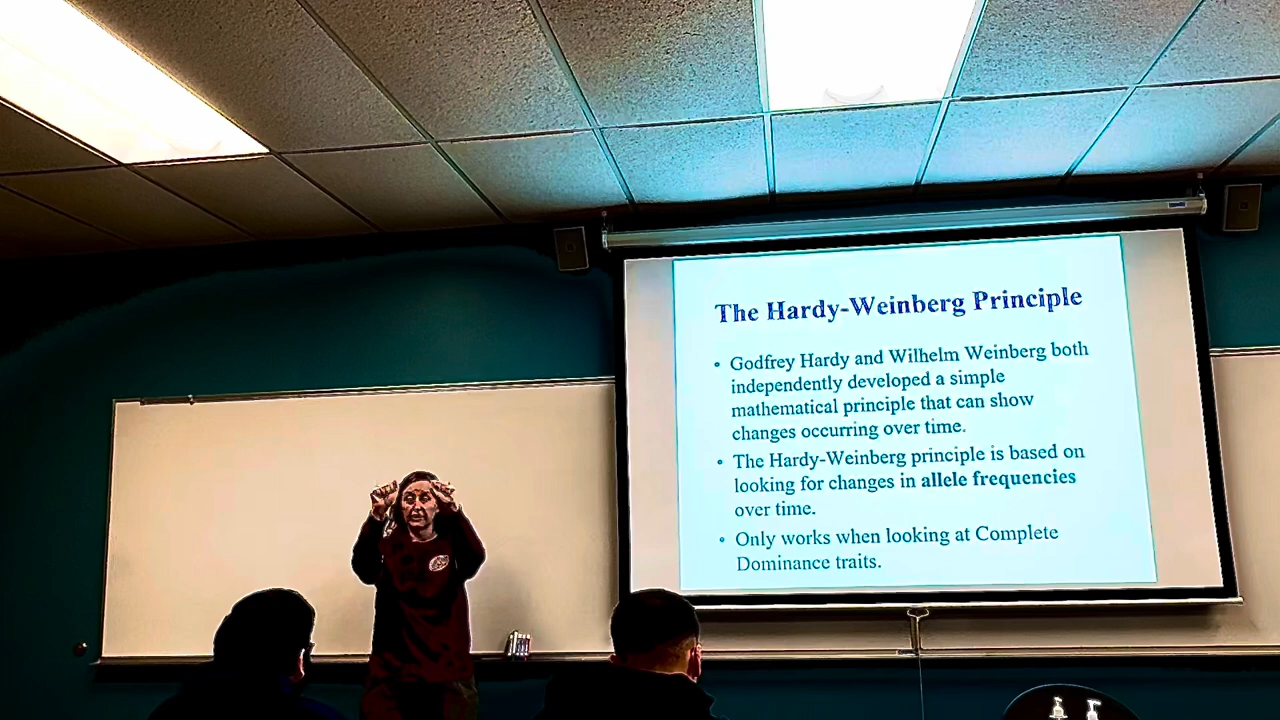 The Hardy-Weinberg Principle
• Godfrey Hardy and Wilhelm Weinberg both
independently developed a simple
mathematical principle that can show
changes occurring over time.
• The Hardy-Weinberg principle is based on
looking for changes in allele frequencies
over time.
• Only works when looking at Complete
Dominance traits.